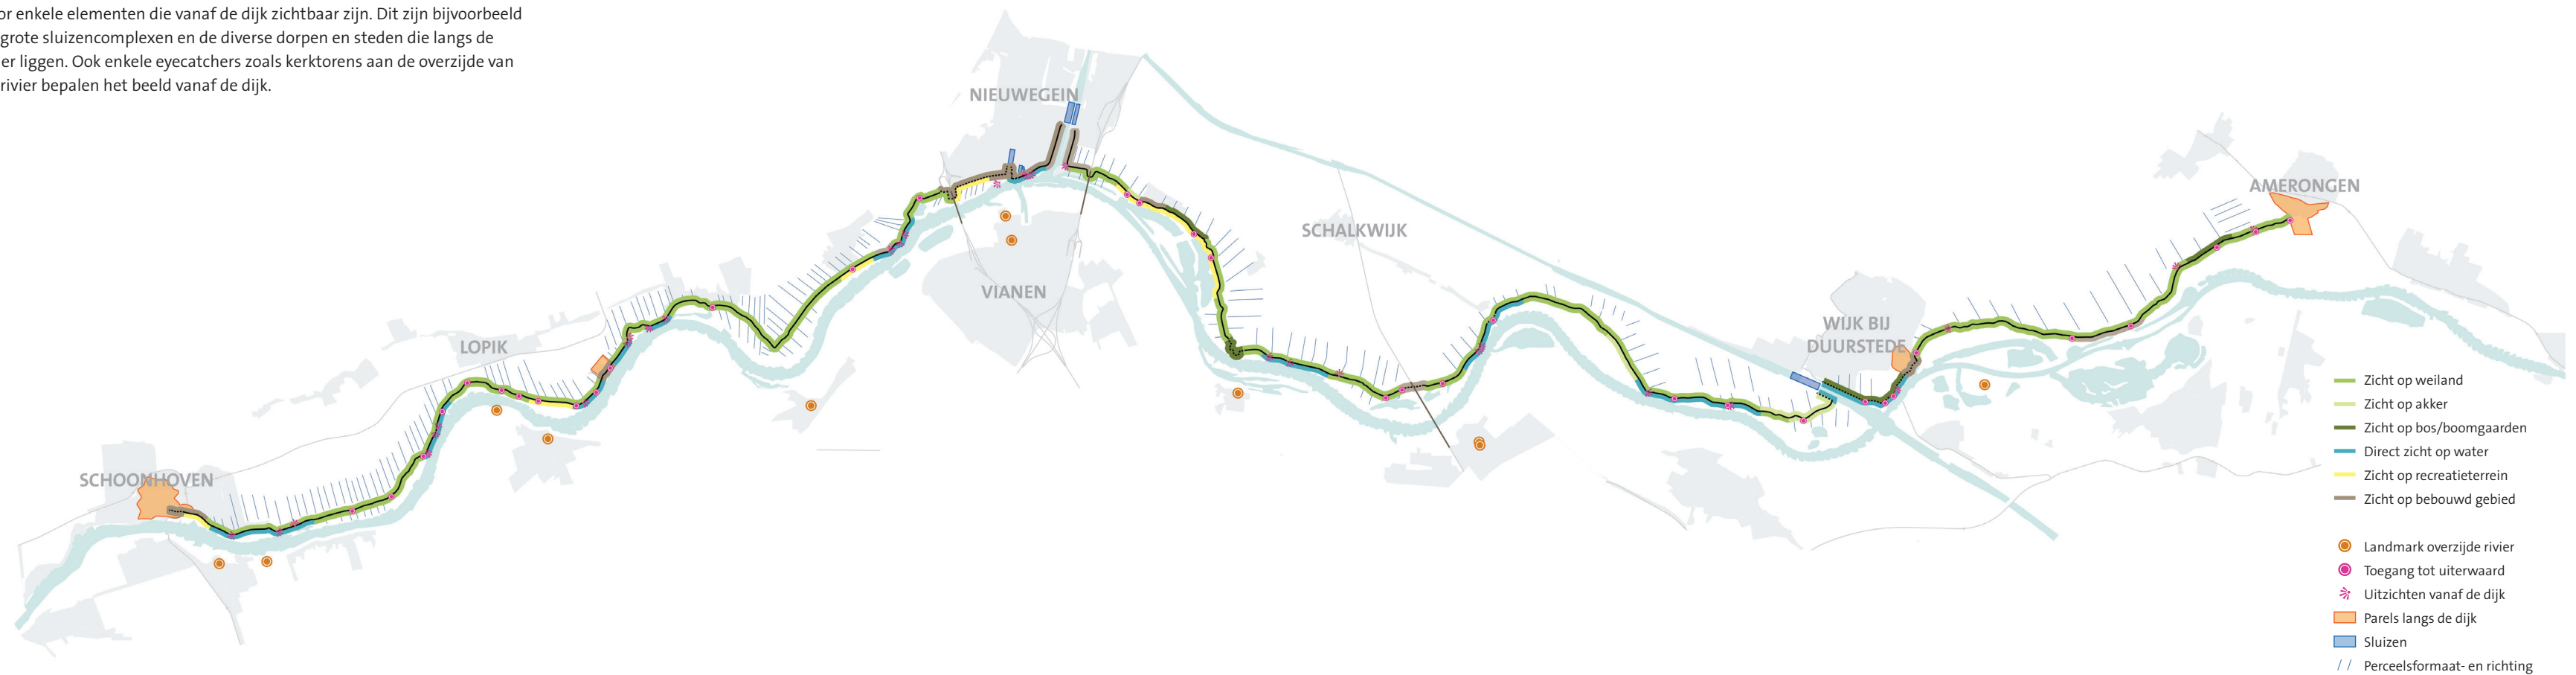 or enkele elementen die vanaf de dijk zichtbaar zijn. Dit zijn bijvoorbeeld
grote sluizencomplexen en de diverse dorpen en steden die langs de
er liggen. Ook enkele eyecatchers zoals kerktorens aan de overzijde van
rivier bepalen het beeld vanaf de dijk.
NIEUWEGEIN
AMERONGEN
SCHALKWIJK
VIANEN
WIJK BIJ
DUURSTEDE
LOPIK
SCHOONHOVEN
Zicht op weiland
Zicht op akker
Zicht op bos/boomgaarden
Direct zicht op water
Zicht op recreatieterrein
Zicht op bebouwd gebied
Landmark overzijde rivier
Toegang tot uiterwaard
Uitzichten vanaf de dijk
Parels langs de dijk
Sluizen
Perceelsformaat- en richting